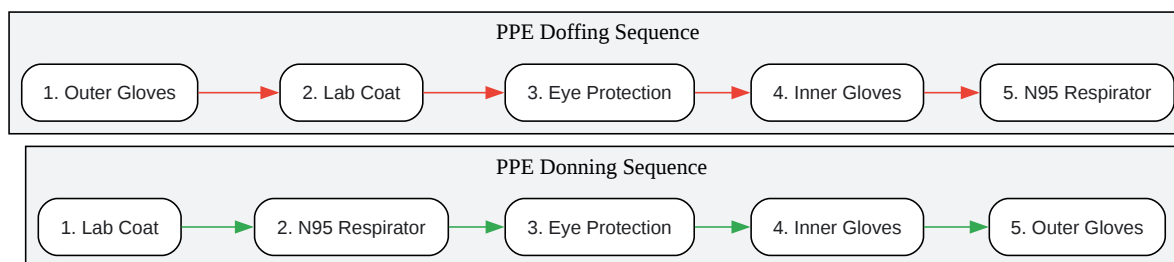 PPE Doffing Sequence
1. Outer Gloves
2. Lab Coat
3. Eye Protection
4. Inner Gloves
5. N95 Respirator
PPE Donning Sequence
1. Lab Coat
2. N95 Respirator
3. Eye Protection
4. Inner Gloves
5. Outer Gloves